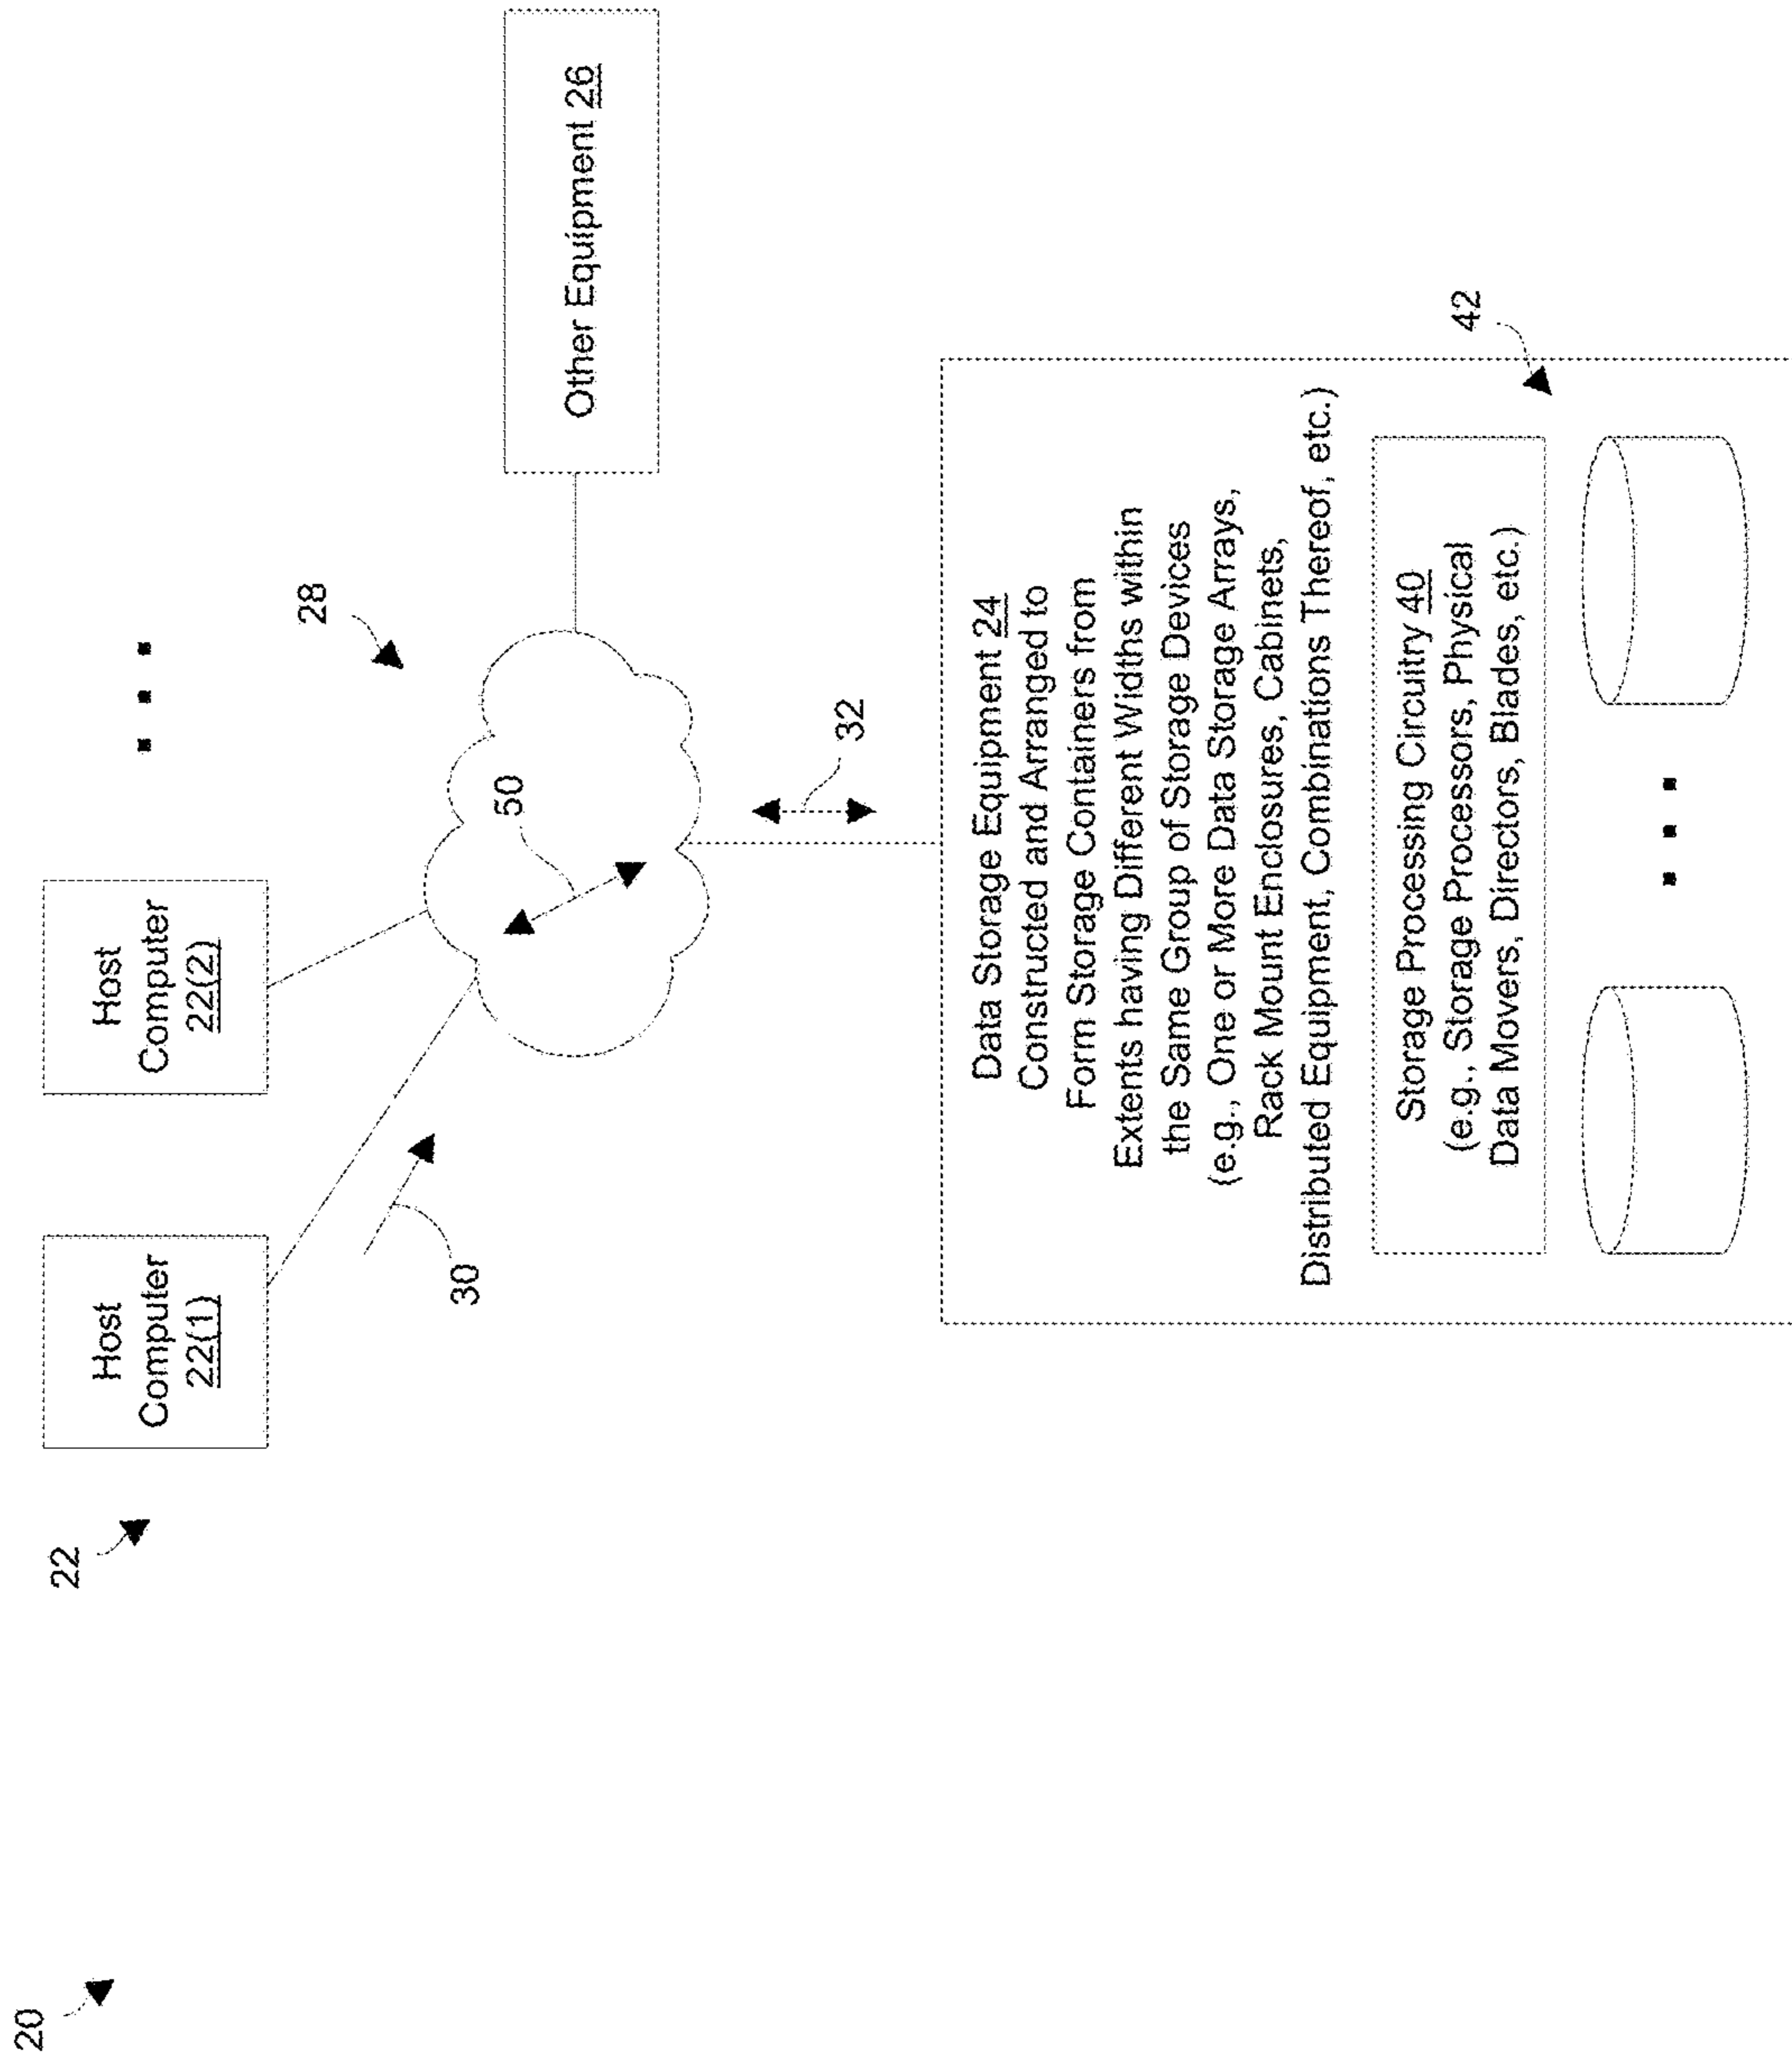 20
22
Host
Computer
22(1)
Host
Computer
22(2)
30
50
28
Other Equipment 26
32
Data Storage Equipment 24
Constructed and Arranged to
Form Storage Containers from
Extents having Different Widths within
the Same Group of Storage Devices
(e.g., One or More Data Storage Arrays,
Rack Mount Enclosures, Cabinets,
Distributed Equipment, Combinations Thereof, etc.)
Storage Processing Circuitry 40
(e.g., Storage Processors, Physical
Data Movers, Directors, Blades, etc.)
42